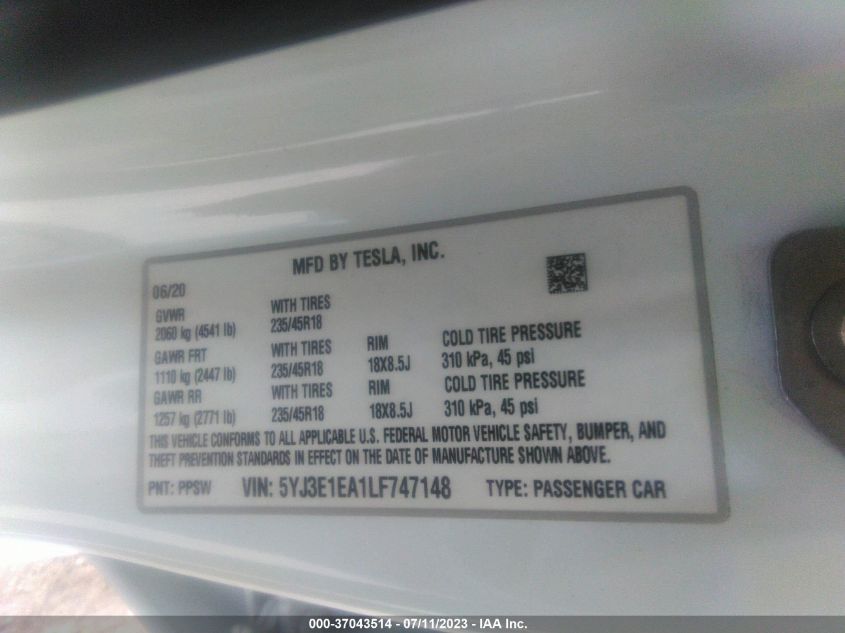 MFD BY TESLA, INC.
06/20
GVWR
2060 kg (4541 lb)
WITH TIRES
235/45R18
GAWR FRT
1110 kg (2447 lb)
WITH TIRES
235/45R18
RIM
18X8.5J
COLD TIRE PRESSURE
310 kPa, 45 psi
GAWR RR
1257 kg (2771 lb)
WITH TIRES
235/45R18
RIM
18X8.5J
COLD TIRE PRESSURE
310 kPa, 45 psi
THIS VEHICLE CONFORMS TO ALL APPLICABLE U.S. FEDERAL MOTOR VEHICLE SAFETY, BUMPER, AND
THEFT PREVENTION STANDARDS IN EFFECT ON THE DATE OF MANUFACTURE SHOWN ABOVE.
PNT: PPSW VIN: 5YJ3E1EA1LF747148 TYPE: PASSENGER CAR
000-37043514 - 07/11/2023 - IAA Inc.